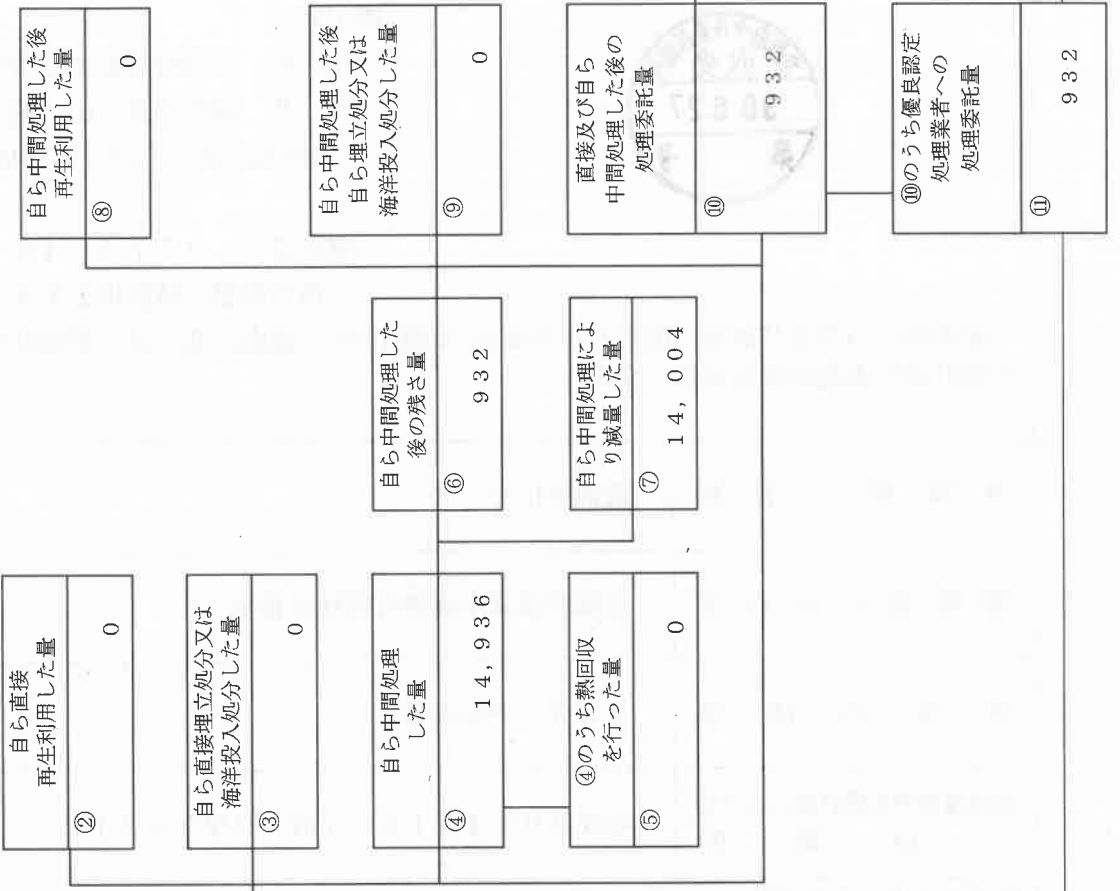 自ら直接
再生利用した量
②
0
自ら直接埋立処分又は
海洋投入処分した量
③
0
自ら中間処理
した量
④
14,936
④のうち熱回収
を行った量
⑤
0
自ら中間処理した
後の残さ量
⑥
932
自ら中間処理によ
り減量した量
⑦
14,004
自ら中間処理した後
再生利用した量
⑧
0
自ら中間処理した後
自ら埋立処分又は
海洋投入処分した量
⑨
0
直接及び自ら
中間処理した後の
処理委託量
⑩
932
30.6.27
⑩のうち優良認定
処理業者への
処理委託量
⑪
932